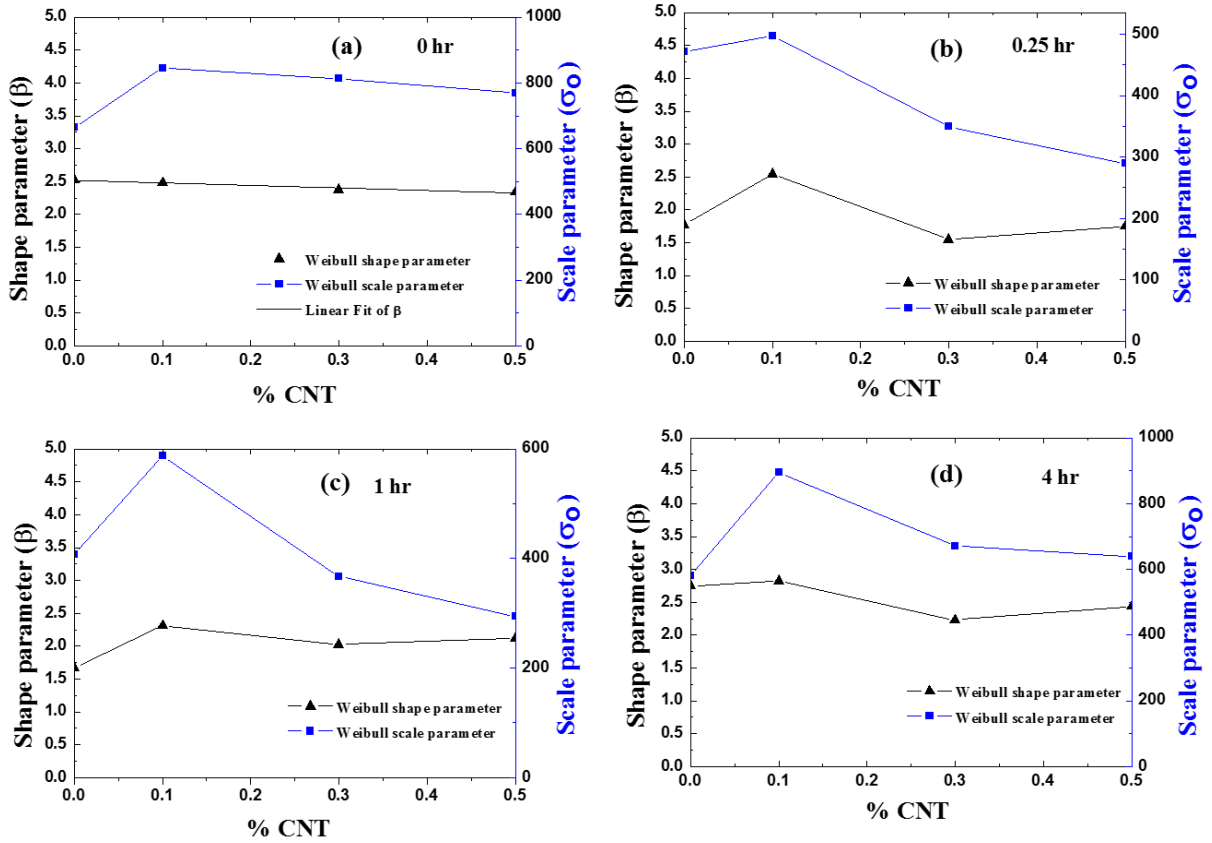 (a) 0 hr
Shape parameter (β)
5.0
4.5
4.0
3.5
3.0
2.5
2.0
1.5
1.0
0.5
0.0
Scale parameter (σO)
1000
800
600
400
200
0
Weibull shape parameter
Weibull scale parameter
Linear Fit of β
0.0 0.1 0.2 0.3 0.4 0.5
% CNT
(b) 0.25 hr
Shape parameter (β)
5.0
4.5
4.0
3.5
3.0
2.5
2.0
1.5
1.0
0.5
0.0
Scale parameter (σO)
500
400
300
200
100
0
Weibull shape parameter
Weibull scale parameter
0.0 0.1 0.2 0.3 0.4 0.5
% CNT
(c) 1 hr
Shape parameter (β)
5.0
4.5
4.0
3.5
3.0
2.5
2.0
1.5
1.0
0.5
0.0
Scale parameter (σO)
600
400
200
0
Weibull shape parameter
Weibull scale parameter
0.0 0.1 0.2 0.3 0.4 0.5
% CNT
(d) 4 hr
Shape parameter (β)
5.0
4.5
4.0
3.5
3.0
2.5
2.0
1.5
1.0
0.5
0.0
Scale parameter (σO)
1000
800
600
400
200
0
Weibull shape parameter
Weibull scale parameter
0.0 0.1 0.2 0.3 0.4 0.5
% CNT